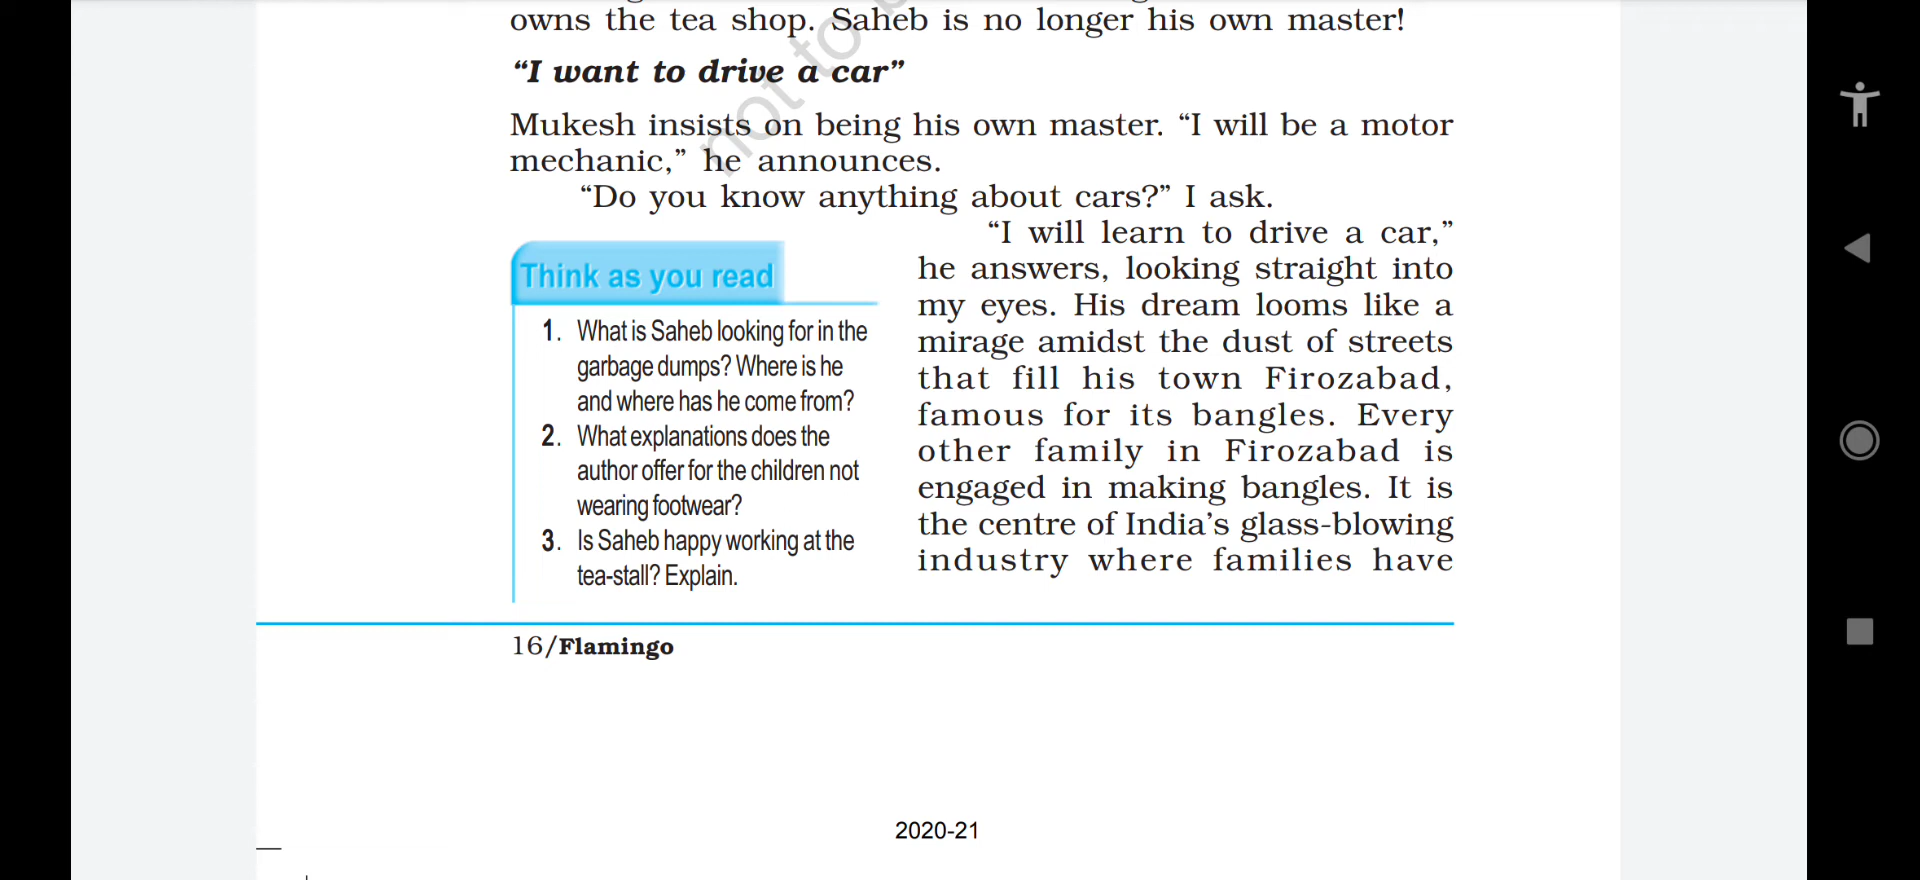 owns the tea shop. Saheb is no longer his own master!
“I want to drive a car”
Mukesh insists on being his own master. “I will be a motor
mechanic,” he announces.
“Do you know anything about cars?” I ask.
“I will learn to drive a car,”
he answers, looking straight into
my eyes. His dream looms like a
mirage amidst the dust of streets
that fill his town Firozabad,
famous for its bangles. Every
other family in Firozabad is
engaged in making bangles. It is
the centre of India’s glass-blowing
industry where families have
Think as you read
1. What is Saheb looking for in the
garbage dumps? Where is he
and where has he come from?
2. What explanations does the
author offer for the children not
wearing footwear?
3. Is Saheb happy working at the
tea-stall? Explain.
16/Flamingo
2020-21
not to